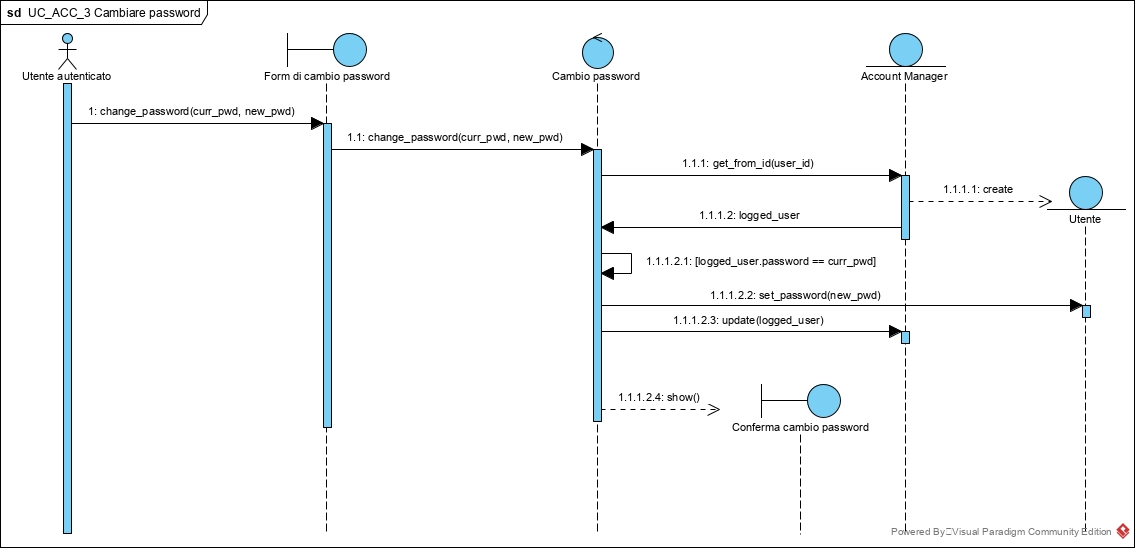 sd UC_ACC_3 Cambiare password
Utente autenticato
Form di cambio password
Cambio password
Account Manager
1: change_password(curr_pwd, new_pwd)
1.1: change_password(curr_pwd, new_pwd)
1.1.1: get_from_id(user_id)
1.1.1.1: create
Utente
1.1.1.2: logged_user
1.1.1.2.1: [logged_user.password == curr_pwd]
1.1.1.2.2: set_password(new_pwd)
1.1.1.2.3: update(logged_user)
1.1.1.2.4: show()
Conferma cambio password
Powered By Visual Paradigm Community Edition